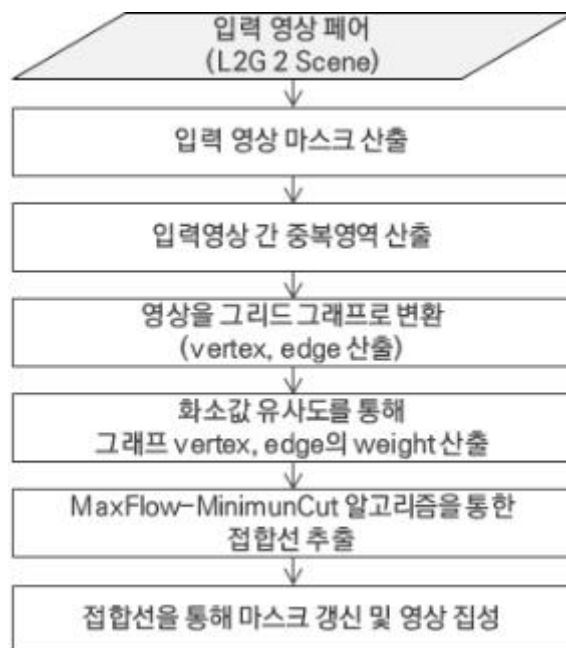 입력 영상 페어
(L2G 2 Scene)
입력 영상 마스크 산출
입력영상 간 중복영역 산출
영상을 그리드 그래프로 변환
(vertex, edge 산출)
화소값 유사도를 통해
그래프 vertex, edge의 weight 산출
MaxFlow-MinimunCut 알고리즘을 통한
접합선 추출
접합선을 통해 마스크 갱신 및 영상 집성